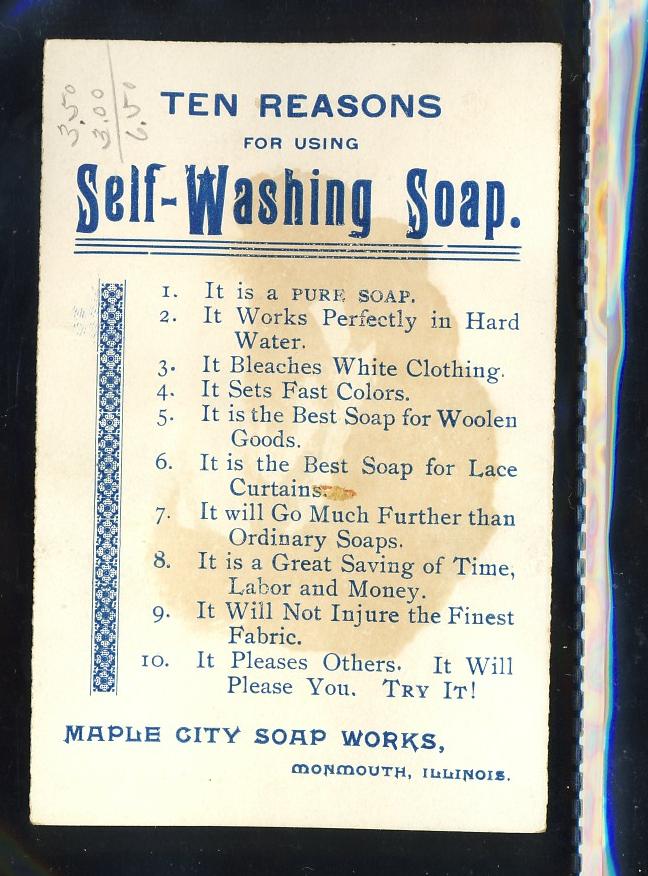 3.50
3.00
6.50
TEN REASONS
FOR USING
Self-Washing Soap.
1. It is a PURE SOAP.
2. It Works Perfectly in Hard
Water.
3. It Bleaches White Clothing.
4. It Sets Fast Colors.
5. It is the Best Soap for Woolen
Goods.
6. It is the Best Soap for Lace
Curtains.
7. It will Go Much Further than
Ordinary Soaps.
8. It is a Great Saving of Time,
Labor and Money.
9. It Will Not Injure the Finest
Fabric.
10. It Pleases Others. It Will
Please You. TRY IT!
MAPLE CITY SOAP WORKS,
MONMOUTH, ILLINOIS.